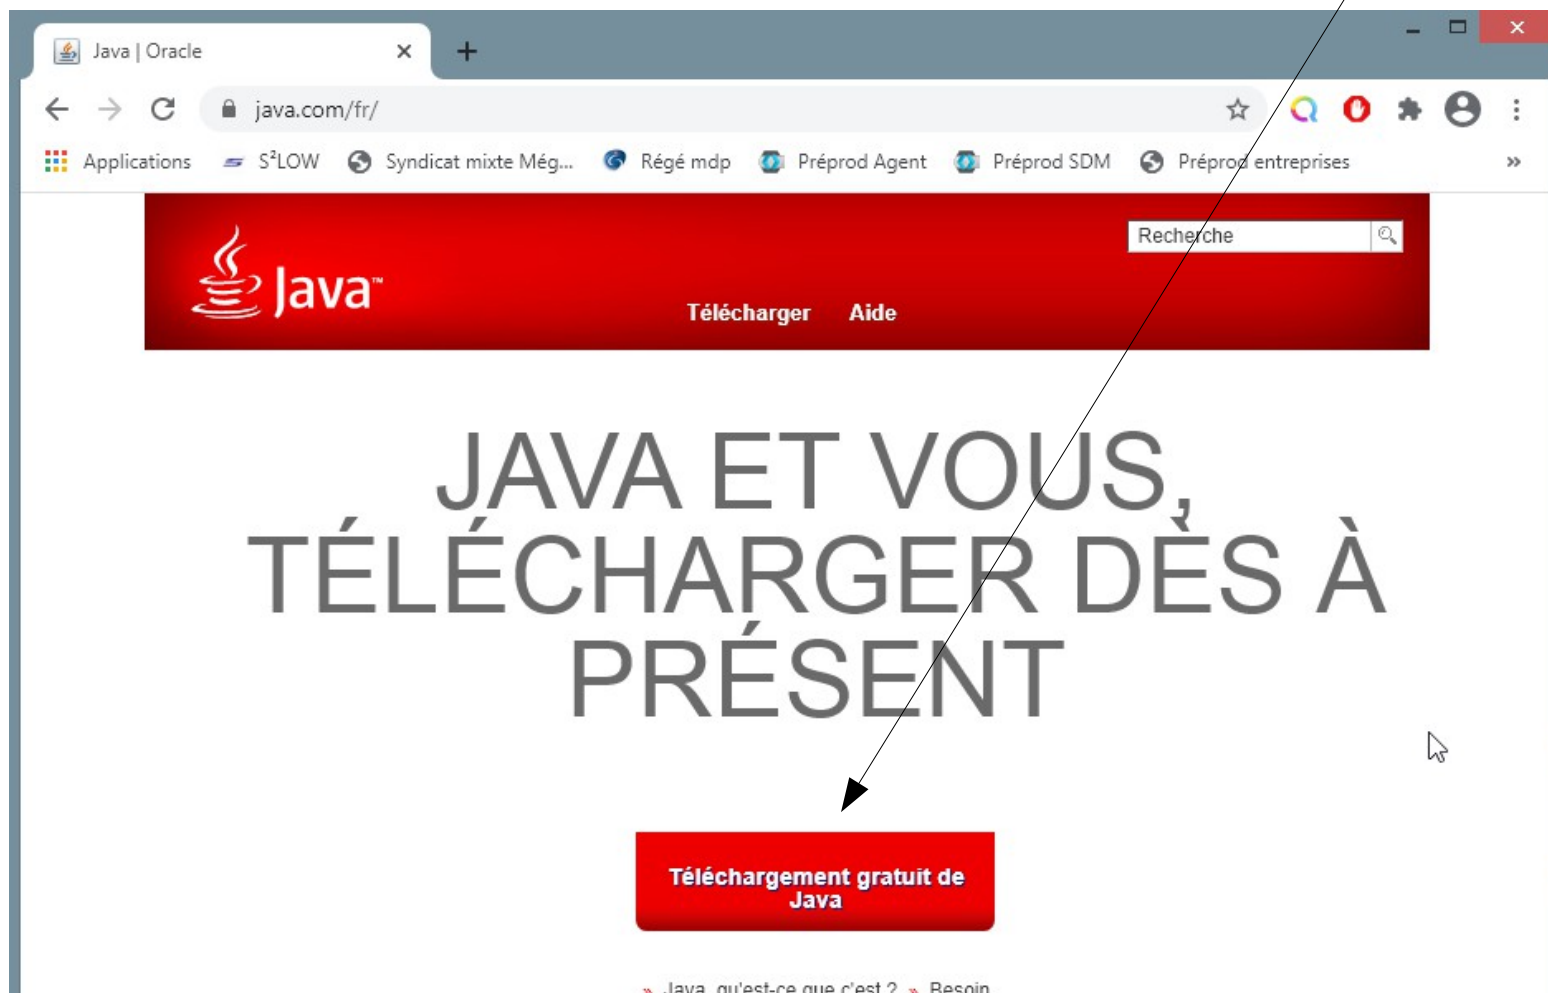 Java | Oracle
java.com/fr/
Applications S²LOW Syndicat mixte Még... Régé mdp Préprod Agent Préprod SDM Préprod entreprises »
Recherche
Java™
Télécharger Aide
JAVA ET VOUS,
TÉLÉCHARGER DÈS À
PRÉSENT
Téléchargement gratuit de
Java
» Java, qu'est-ce que c'est ? » Besoin